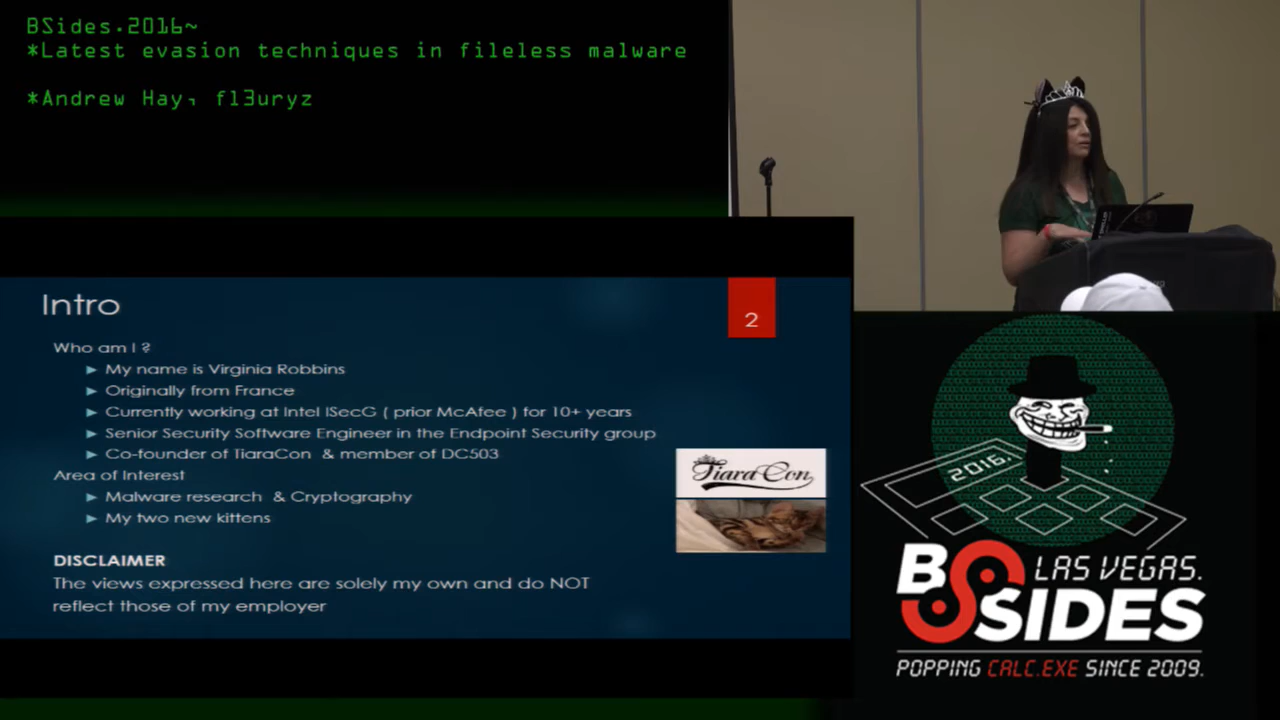 BSides.2016~
*Latest evasion techniques in fileless malware
*Andrew Hay, fl3uryz
Intro
2
Who am I ?
My name is Virginia Robbins
Originally from France
Currently working at Intel ISecG ( prior McAfee ) for 10+ years
Senior Security Software Engineer in the Endpoint Security group
Co-founder of TiaraCon & member of DC503
Area of Interest
Malware research & Cryptography
My two new kittens
TiaraCon
DISCLAIMER
The views expressed here are solely my own and do NOT
reflect those of my employer
2016.
BSIDES
LAS VEGAS.
POPPING CALC.EXE SINCE 2009.